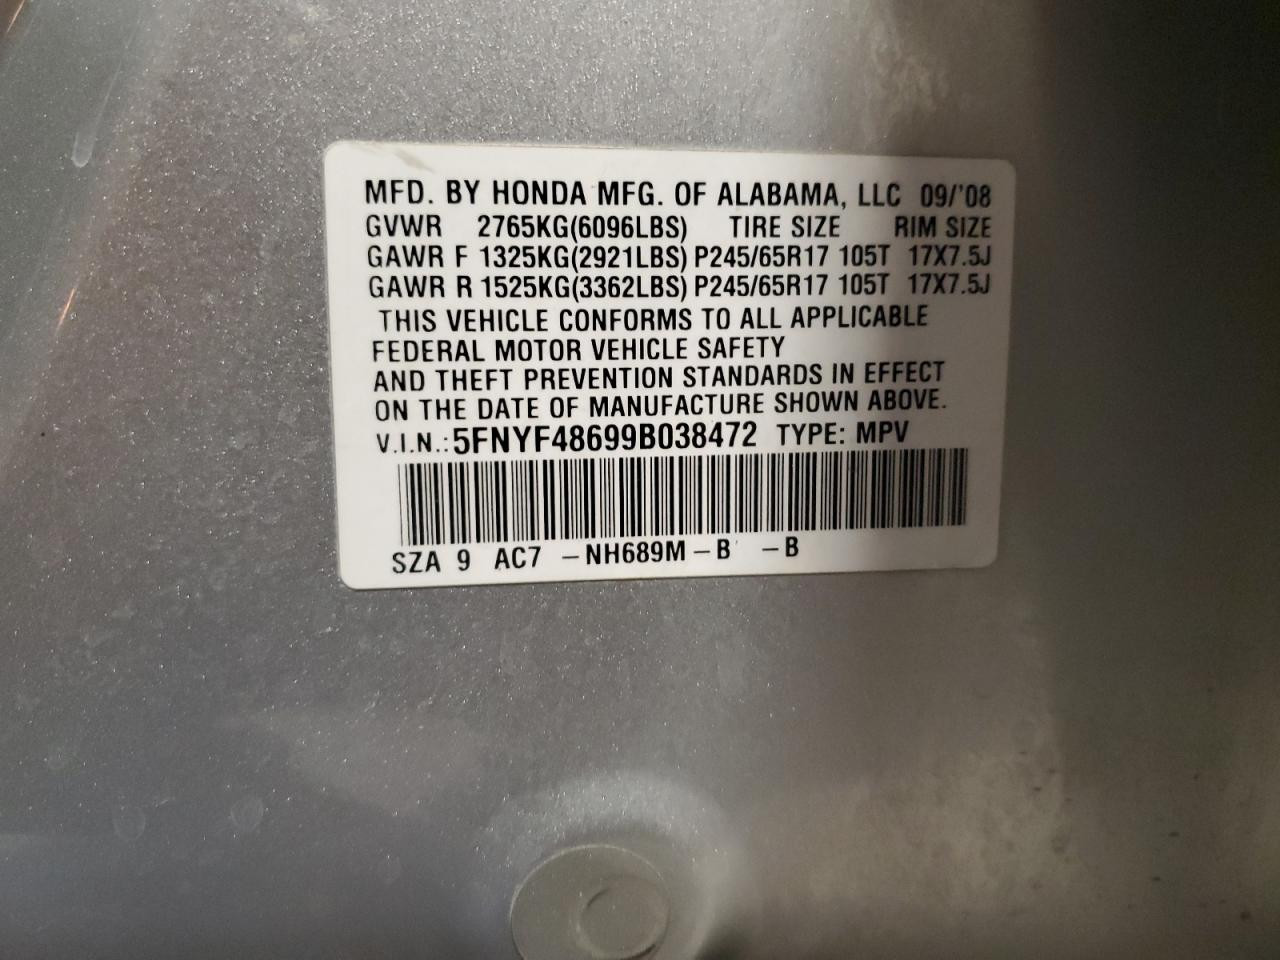 MFD. BY HONDA MFG. OF ALABAMA, LLC 09/'08
GVWR 2765KG(6096LBS) TIRE SIZE RIM SIZE
GAWR F 1325KG(2921LBS) P245/65R17 105T 17X7.5J
GAWR R 1525KG(3362LBS) P245/65R17 105T 17X7.5J
THIS VEHICLE CONFORMS TO ALL APPLICABLE
FEDERAL MOTOR VEHICLE SAFETY
AND THEFT PREVENTION STANDARDS IN EFFECT
ON THE DATE OF MANUFACTURE SHOWN ABOVE.
V.I.N.: 5FNYF48699B038472 TYPE: MPV
SZA 9 AC7 –NH689M–B –B